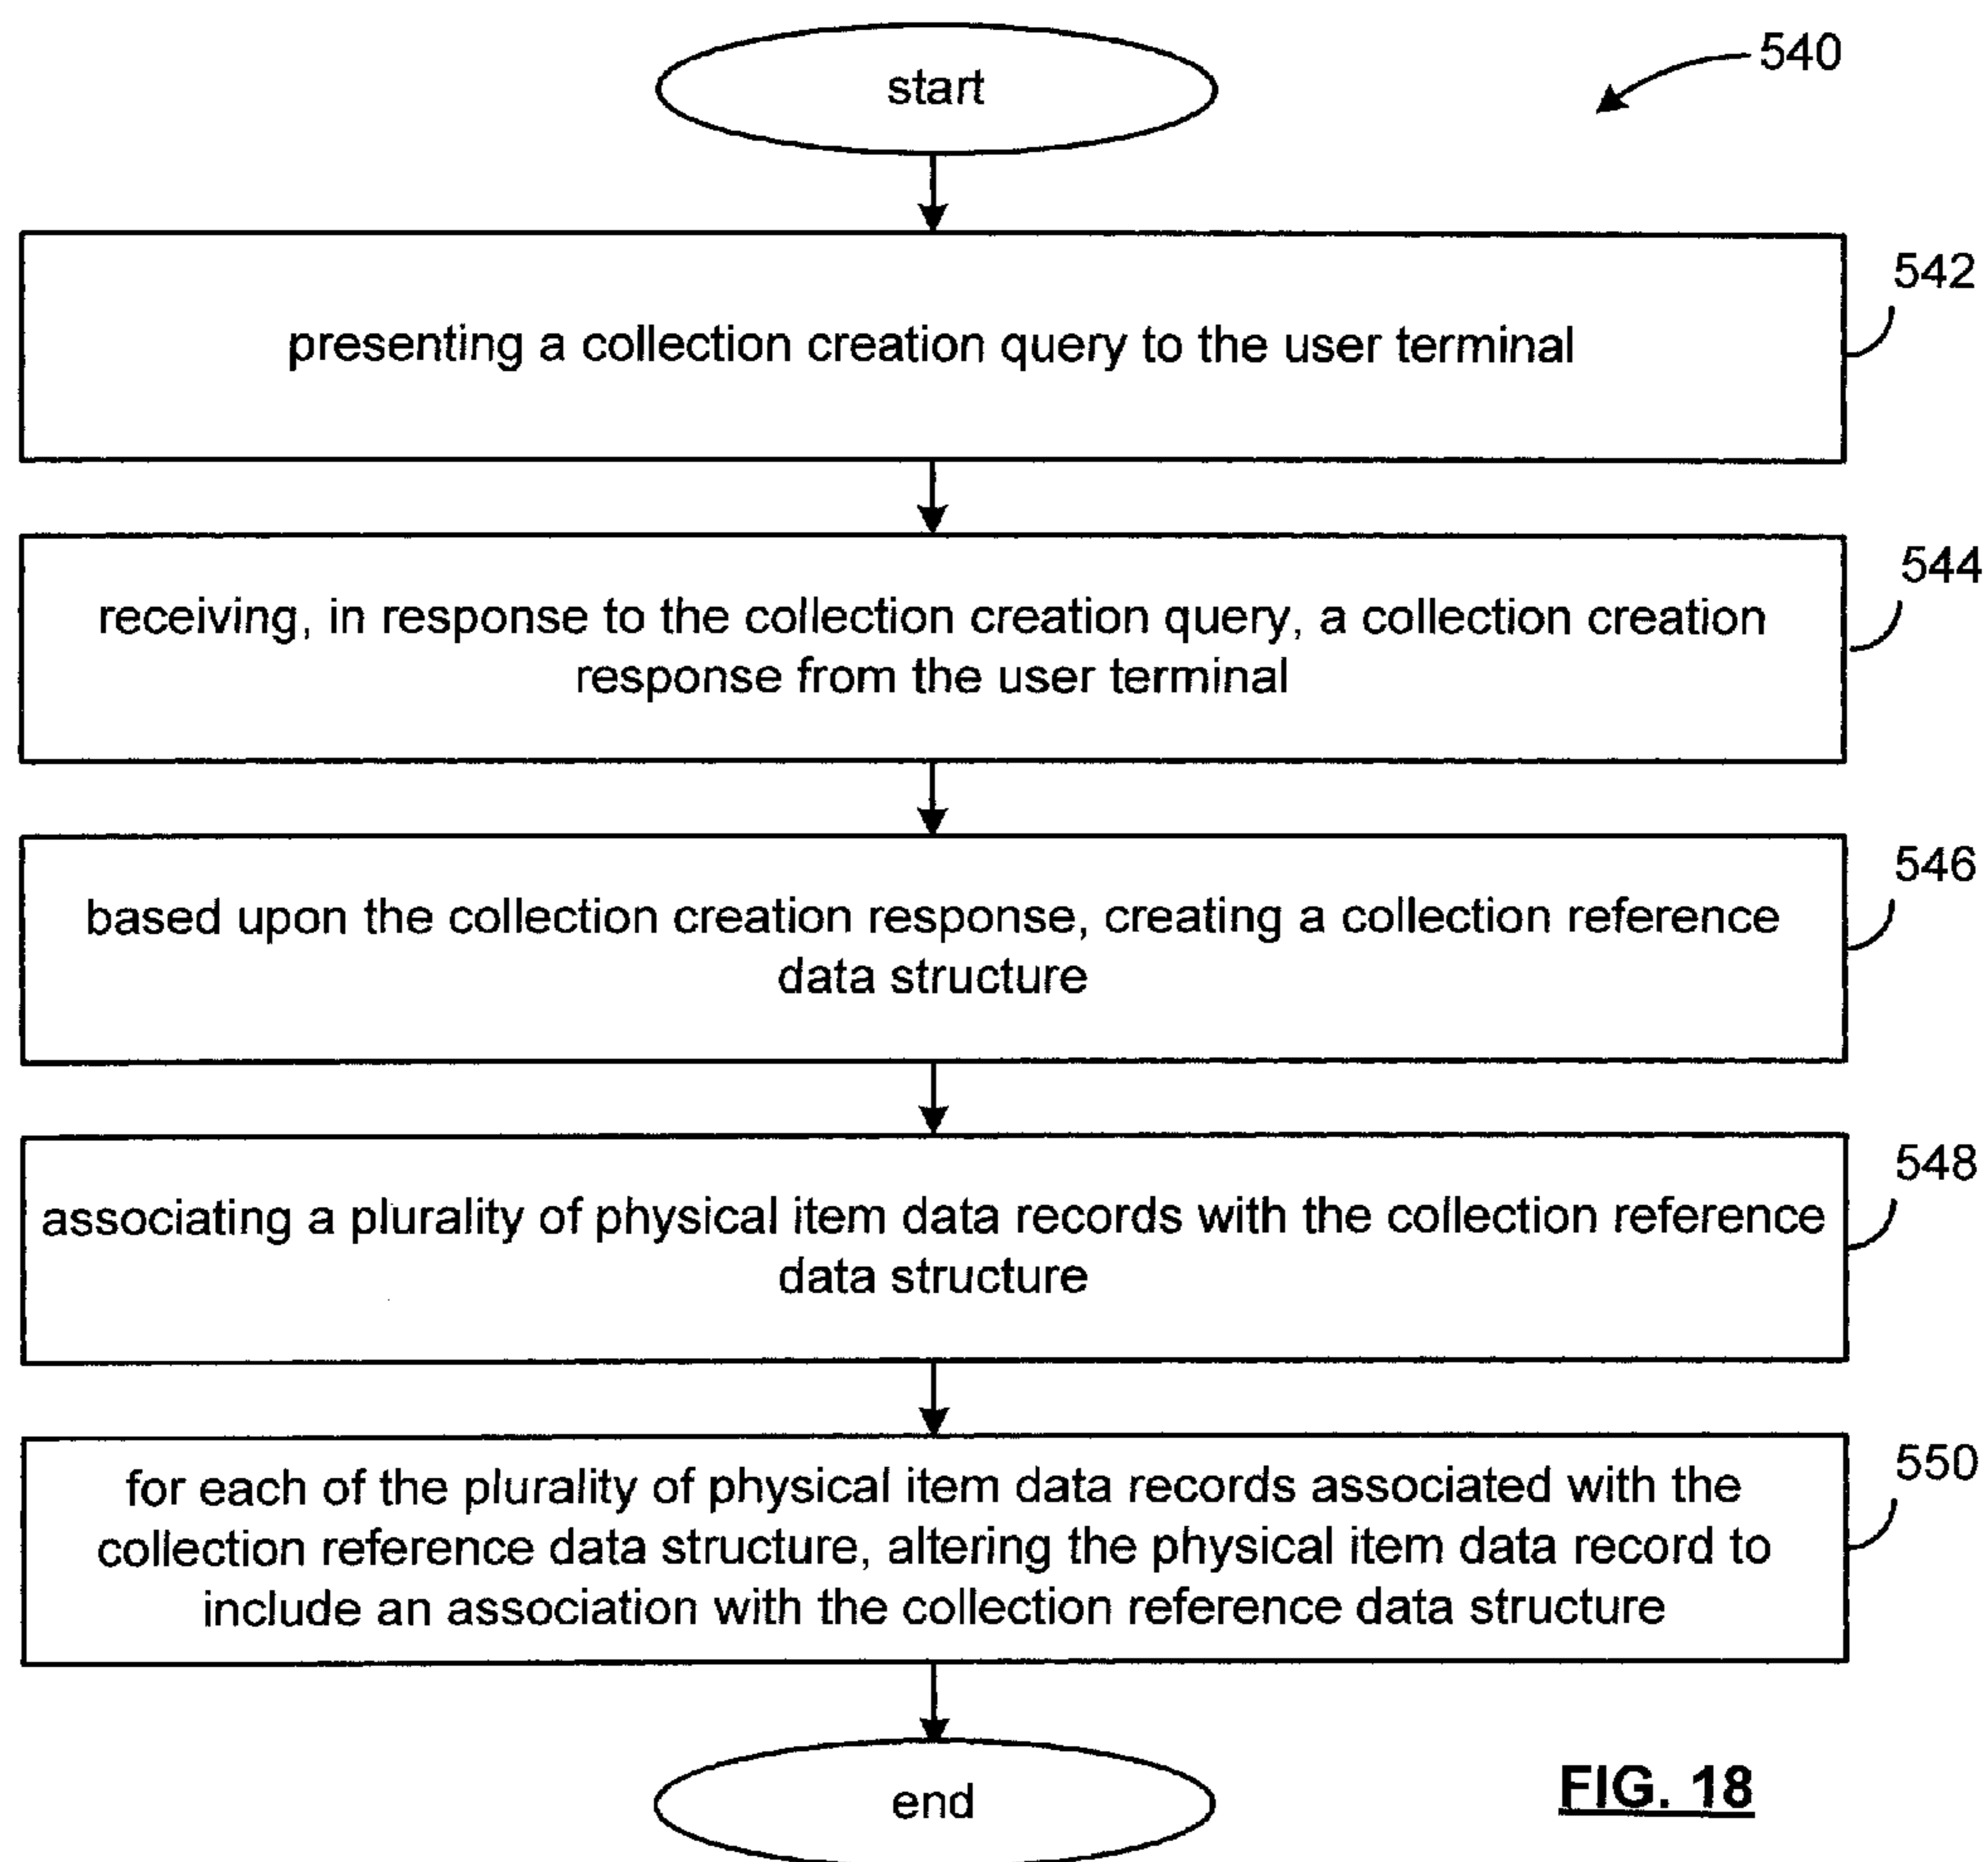 start
540
presenting a collection creation query to the user terminal
542
receiving, in response to the collection creation query, a collection creation
response from the user terminal
544
based upon the collection creation response, creating a collection reference
data structure
546
associating a plurality of physical item data records with the collection reference
data structure
548
for each of the plurality of physical item data records associated with the
collection reference data structure, altering the physical item data record to
include an association with the collection reference data structure
550
end
FIG. 18